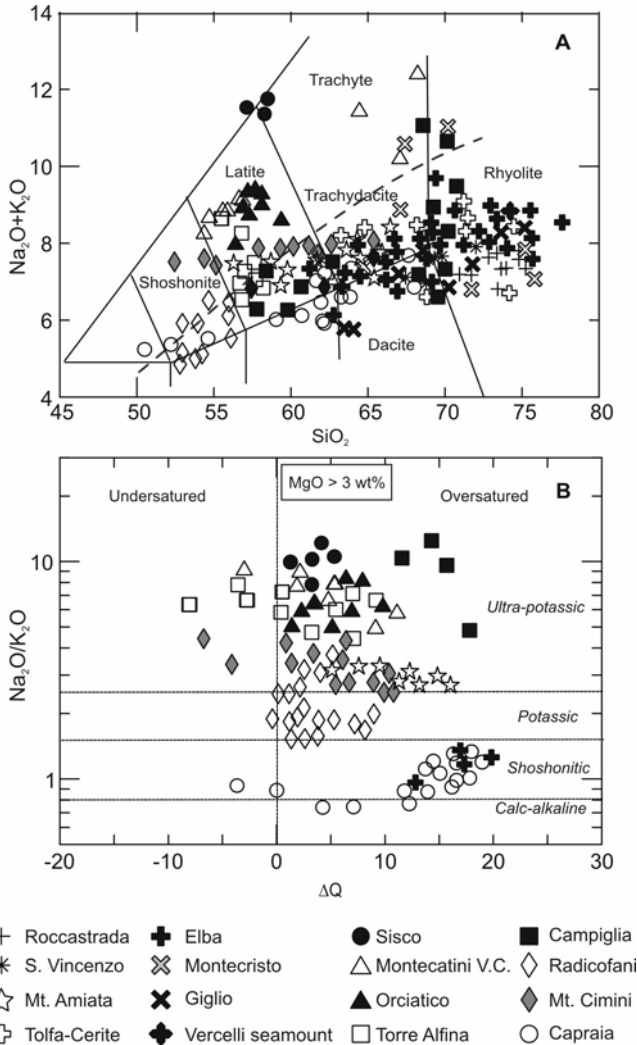 A
14
12
10
8
6
4
Na2O+K2O
Trachyte
Latite
Trachydacite
Rhyolite
Shoshonite
Dacite
45 50 55 60 65 70 75 80
SiO2
B
MgO > 3 wt%
Undersatured
Oversatured
10
1
Na2O/K2O
Ultra-potassic
Potassic
Shoshonitic
Calc-alkaline
-20 -10 0 10 20 30
ΔQ
Roccastrada Elba Sisco Campiglia
S. Vincenzo Montecristo Montecatini V.C. Radicofani
Mt. Amiata Giglio Orciatico Mt. Cimini
Tolfa-Cerite Vercelli seamount Torre Alfina Capraia